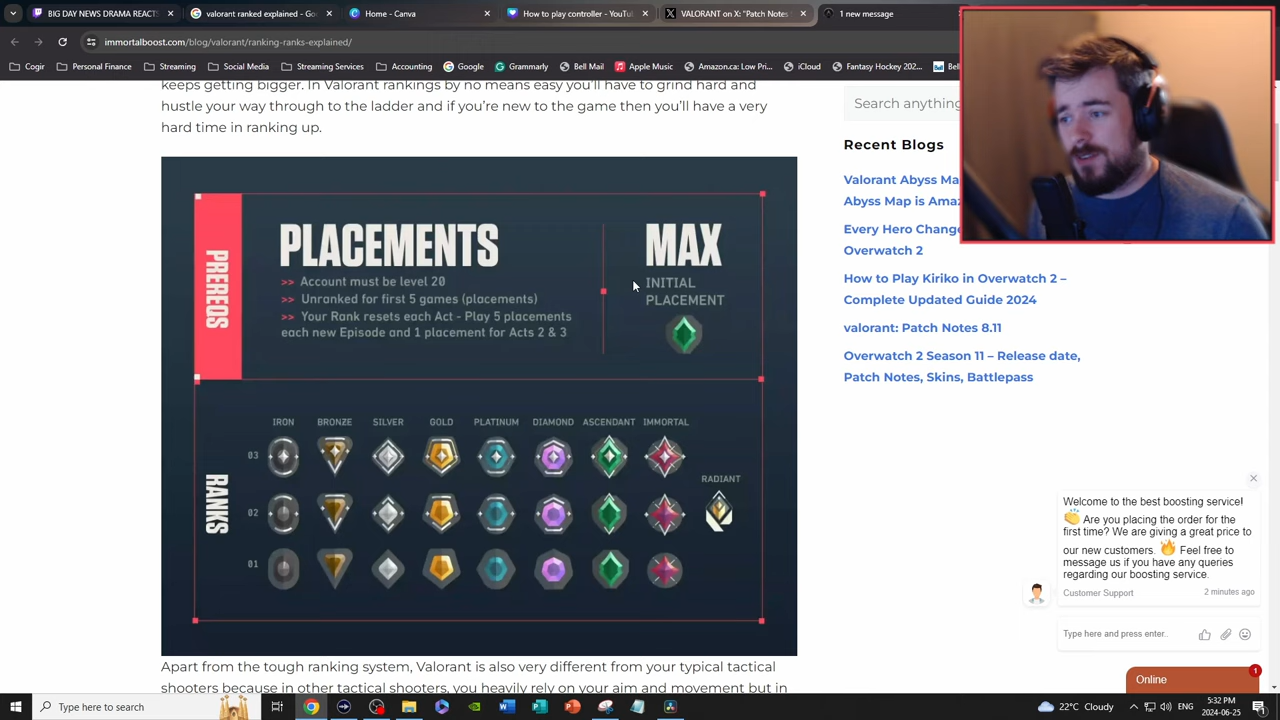 BIG DAY NEWS DRAMA REACTS
Home - Canva
How to play controller - YouTu
VALORANT on X: "Patch Notes
1 new message
immortalboost.com/blog/valorant/ranking-ranks-explained/
Cogir
Personal Finance
Streaming
Social Media
Streaming Services
Accounting
Google
Grammarly
Bell Mail
Apple Music
Amazon.ca: Low Pri...
iCloud
Fantasy Hockey 202...
Bell
keeps getting bigger. In Valorant rankings by no means easy you'll have to grind hard and
hustle your way through to the ladder and if you're new to the game then you'll have a very
hard time in ranking up.
PREREQS
PLACEMENTS
>> Account must be level 20
>> Unranked for first 5 games (placements)
>> Your Rank resets each Act - Play 5 placements
each new Episode and 1 placement for Acts 2 & 3
MAX
INITIAL
PLACEMENT
RANKS
IRON BRONZE SILVER GOLD PLATINUM DIAMOND ASCENDANT IMMORTAL
03
RADIANT
02
01
Apart from the tough ranking system, Valorant is also very different from your typical tactical
shooters because in other tactical shooters, you heavily rely on your aim and movement but in
Search anything
Recent Blogs
Valorant Abyss Ma
Abyss Map is Amaz
Every Hero Change
Overwatch 2
How to Play Kiriko in Overwatch 2 –
Complete Updated Guide 2024
valorant: Patch Notes 8.11
Overwatch 2 Season 11 – Release date,
Patch Notes, Skins, Battlepass
Welcome to the best boosting service!
Are you placing the order for the
first time? We are giving a great price to
our new customers. Feel free to
message us if you have any queries
regarding our boosting service.
Customer Support
2 minutes ago
Type here and press enter..
Online
1
Type here to search
22°C Cloudy
ENG
5:32 PM
2024-06-25
1